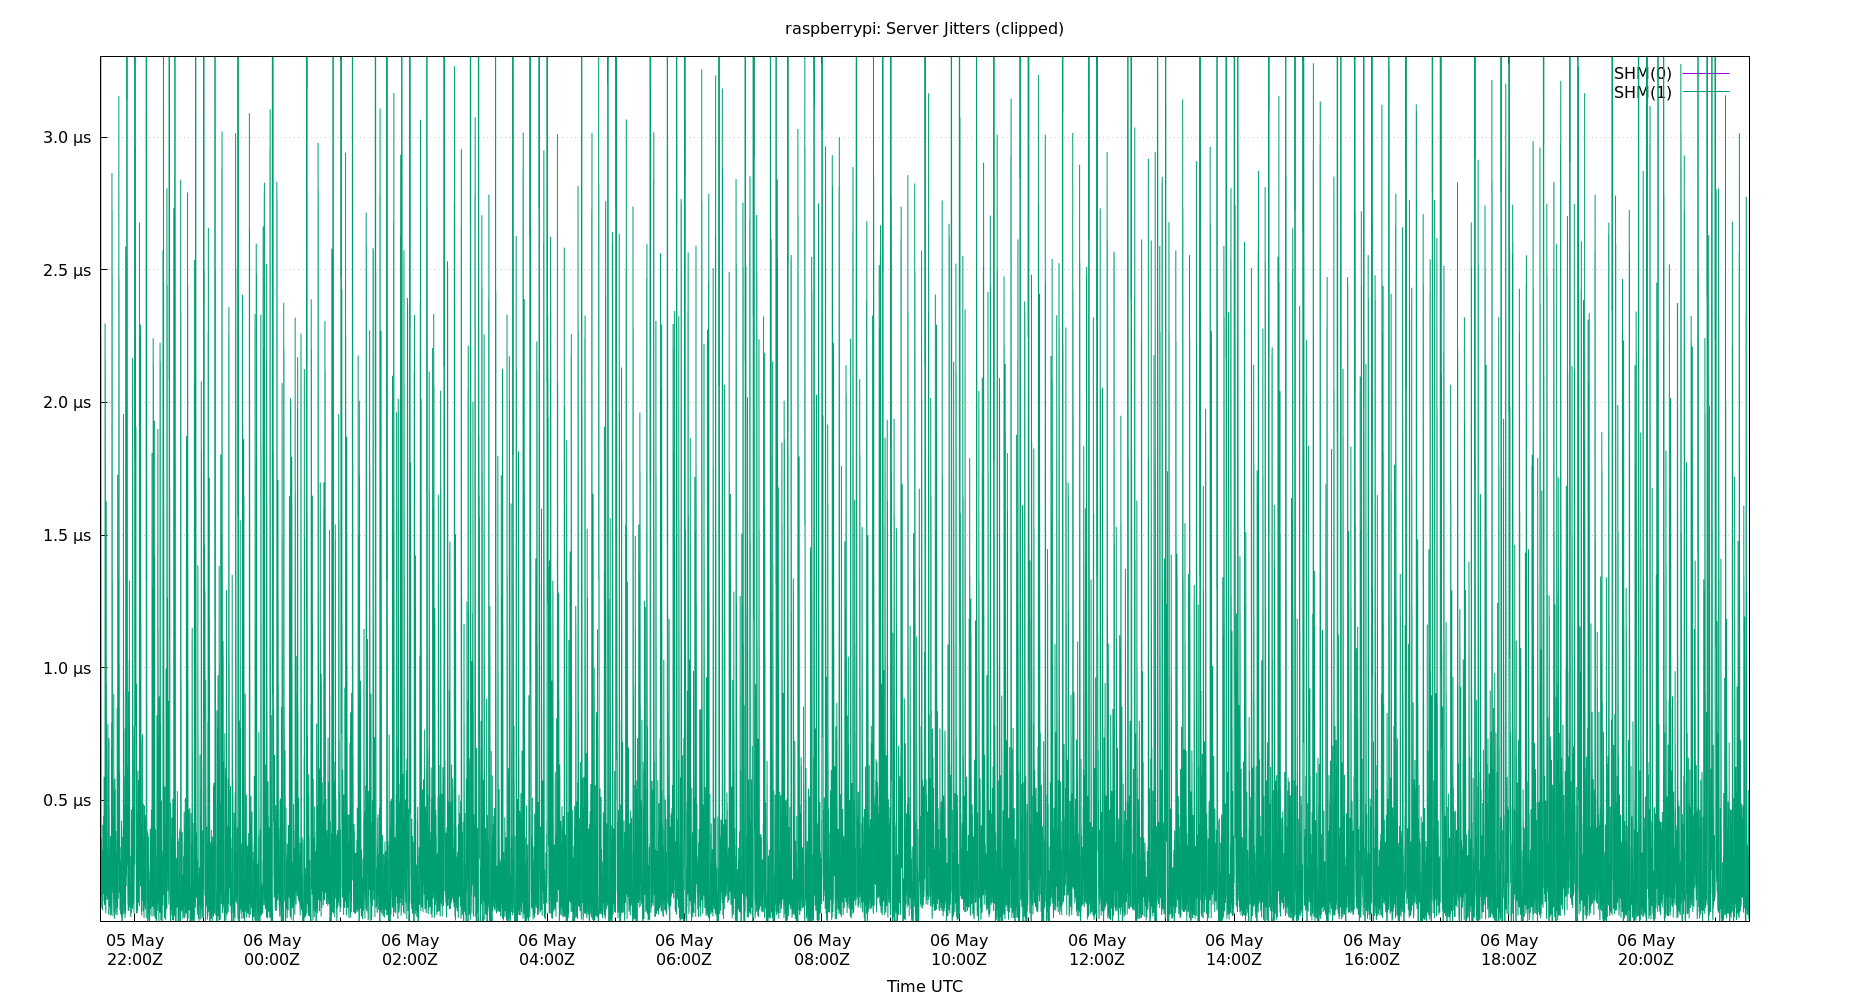 raspberrypi: Server Jitters (clipped)
SHM(0)
SHM(1)
3.0 μs
2.5 μs
2.0 μs
1.5 μs
1.0 μs
0.5 μs
05 May 06 May 06 May 06 May 06 May 06 May 06 May 06 May 06 May 06 May 06 May 06 May
22:00Z 00:00Z 02:00Z 04:00Z 06:00Z 08:00Z 10:00Z 12:00Z 14:00Z 16:00Z 18:00Z 20:00Z
Time UTC